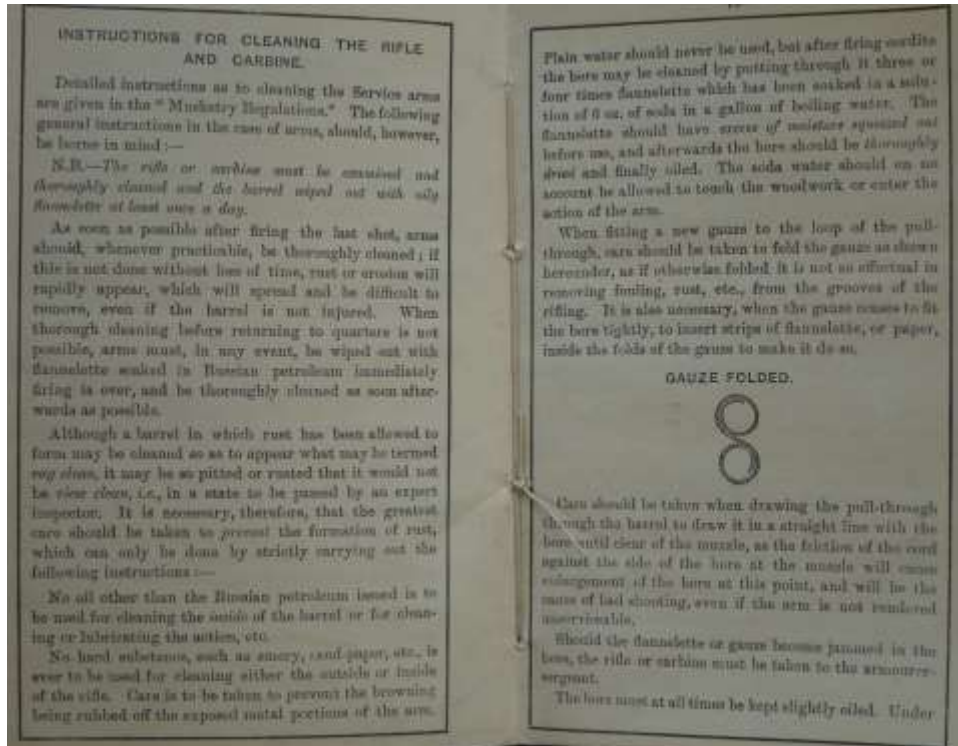 INSTRUCTIONS FOR CLEANING THE RIFLE
AND CARBINE.
Detailed instructions as to cleaning the Service arms
are given in the "Musketry Regulations." The following
general instructions in the case of arms, should, however,
be borne in mind :—
N.B.—The rifle or carbine must be examined and
thoroughly cleaned and the barrel wiped out with oily
flannelette at least once a day.
As soon as possible after firing the last shot, arms
should, whenever practicable, be thoroughly cleaned ; if
this is not done without loss of time, rust or erosion will
rapidly appear, which will spread and be difficult to
remove, even if the barrel is not injured. When
thorough cleaning before returning to quarters is not
possible, arms must, in any event, be wiped out with
flannelette soaked in Russian petroleum immediately
firing is over, and be thoroughly cleaned as soon after-
wards as possible.
Although a barrel in which rust has been allowed to
form may be cleaned so as to appear what may be termed
rag clean, it may be so pitted or rusted that it would not
be view clean, i.e., in a state to be passed by an expert
inspector. It is necessary, therefore, that the greatest
care should be taken to prevent the formation of rust,
which can only be done by strictly carrying out the
following instructions :—
No oil other than the Russian petroleum issued is to
be used for cleaning the inside of the barrel or for clean-
ing or lubricating the action, etc.
No hard substance, such as emery, sand-paper, etc., is
ever to be used for cleaning either the outside or inside
of the rifle. Care is to be taken to prevent the browning
being rubbed off the exposed metal portions of the arm.
Plain water should never be used, but after firing cordite
the bore may be cleaned by putting through it three or
four times flannelette which has been soaked in a solu-
tion of 6 oz. of soda in a gallon of boiling water. The
flannelette should have excess of moisture squeezed out
before use, and afterwards the bore should be thoroughly
dried and finally oiled. The soda water should on no
account be allowed to touch the woodwork or enter the
action of the arm.
When fitting a new gauze to the loop of the pull-
through, care should be taken to fold the gauze as shown
hereunder, as if otherwise folded it is not so effectual in
removing fouling, rust, etc., from the grooves of the
rifling. It is also necessary, when the gauze ceases to fit
the bore tightly, to insert strips of flannelette, or paper,
inside the folds of the gauze to make it do so.
GAUZE FOLDED.
Care should be taken when drawing the pull-through
through the barrel to draw it in a straight line with the
bore until clear of the muzzle, as the friction of the cord
against the side of the bore at the muzzle will cause
enlargement of the bore at this point, and will be the
cause of bad shooting, even if the arm is not rendered
unserviceable.
Should the flannelette or gauze become jammed in the
bore, the rifle or carbine must be taken to the armourer-
sergeant.
The bore must at all times be kept slightly oiled. Under